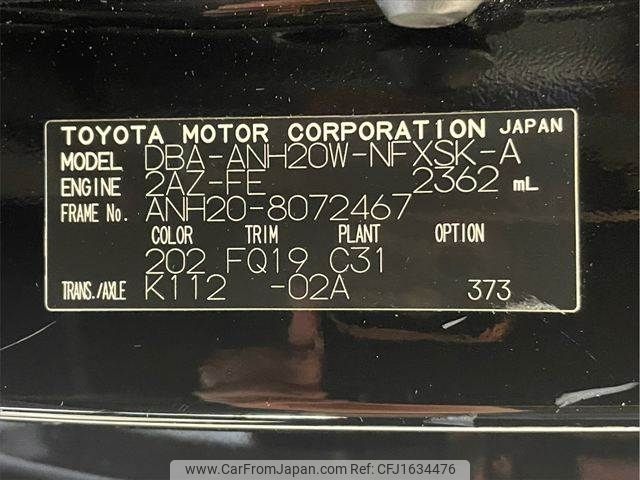 TOYOTA MOTOR CORPORATION JAPAN
MODEL DBA-ANH20W-NFXSK-A
ENGINE 2AZ-FE 2362 mL
FRAME No. ANH20-8072467
COLOR TRIM PLANT OPTION
202 FQ19 C31
TRANS./AXLE K112 -02A 373
www.CarFromJapan.com - CFJ1634476